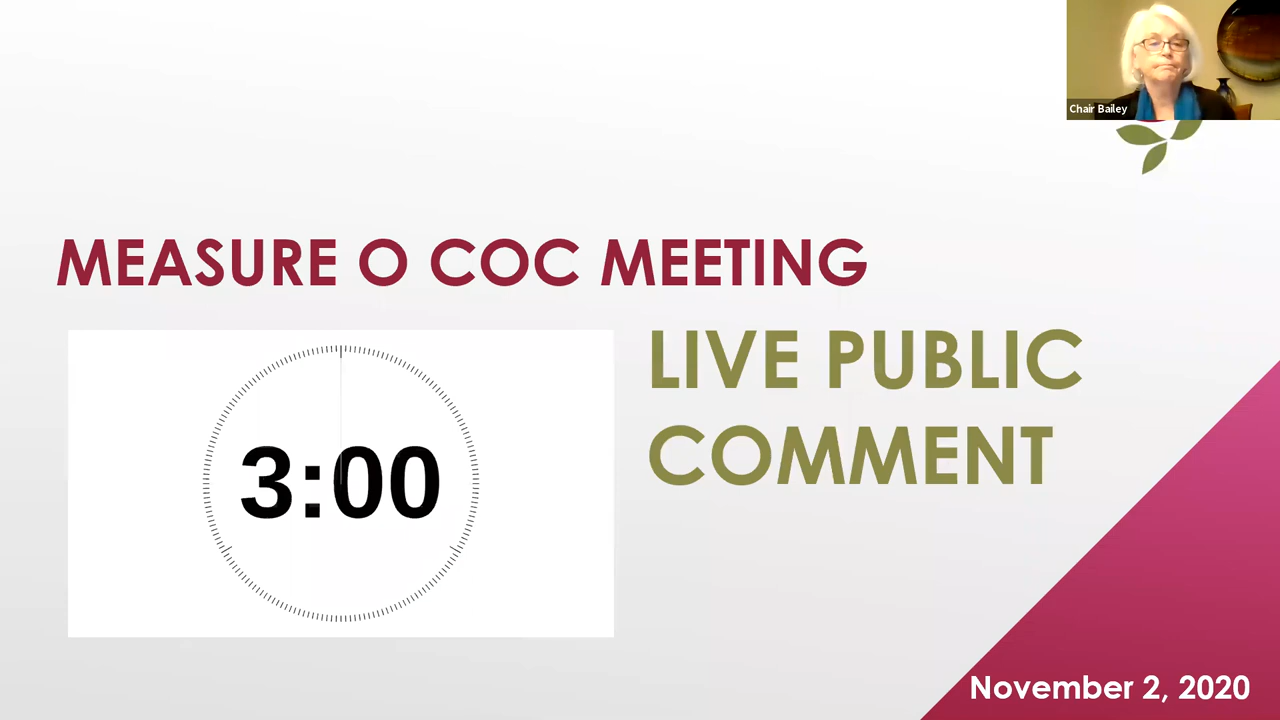 Chair Bailey
MEASURE O COC MEETING
LIVE PUBLIC
COMMENT
3:00
November 2, 2020